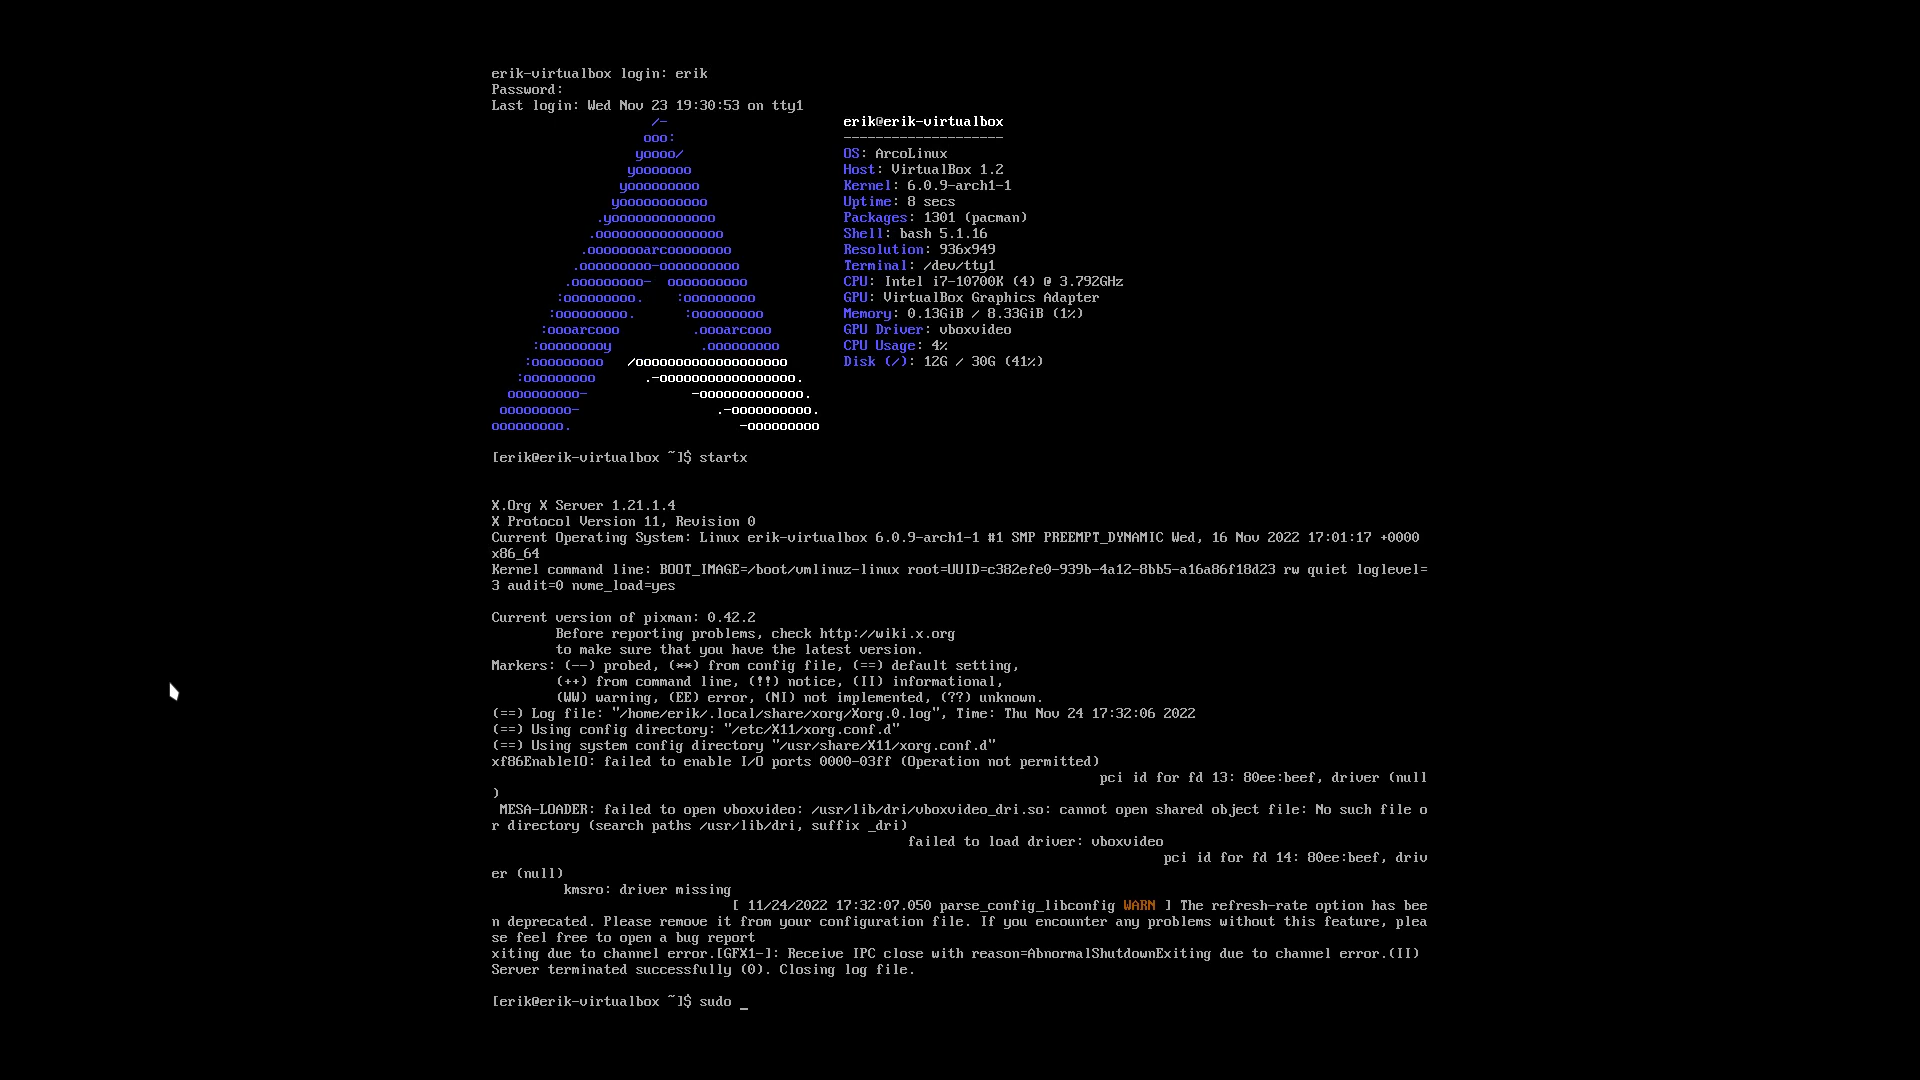 erik-virtualbox login: erik
Password:
Last login: Wed Nov 23 19:30:53 on tty1
/- erik@erik-virtualbox
ooo: --------------------
yoooo/ OS: ArcoLinux
yooooooo Host: VirtualBox 1.2
yooooooooo Kernel: 6.0.9-arch1-1
yooooooooooo Uptime: 8 secs
.yooooooooooooo Packages: 1301 (pacman)
.oooooooooooooooo Shell: bash 5.1.16
.oooooooarcoooooooo Resolution: 936x949
.ooooooooo-oooooooooo Terminal: /dev/tty1
.ooooooooo-  oooooooooo CPU: Intel i7-10700K (4) @ 3.792GHz
:ooooooooo.    :ooooooooo GPU: VirtualBox Graphics Adapter
:ooooooooo.      :ooooooooo Memory: 0.13GiB / 8.33GiB (1%)
:oooarcooo         .oooarcooo GPU Driver: vboxvideo
:ooooooooy           .ooooooooo CPU Usage: 4%
:ooooooooo   /ooooooooooooooooooo Disk (/): 12G / 30G (41%)
:ooooooooo      .-ooooooooooooooooo.
ooooooooo-             -ooooooooooooo.
ooooooooo-                 .-oooooooooo.
ooooooooo.                     -ooooooooo
[erik@erik-virtualbox ~]$ startx
X.Org X Server 1.21.1.4
X Protocol Version 11, Revision 0
Current Operating System: Linux erik-virtualbox 6.0.9-arch1-1 #1 SMP PREEMPT_DYNAMIC Wed, 16 Nov 2022 17:01:17 +0000
x86_64
Kernel command line: BOOT_IMAGE=/boot/vmlinuz-linux root=UUID=c382efe0-939b-4a12-8bb5-a16a86f18d23 rw quiet loglevel=
3 audit=0 nvme_load=yes
Current version of pixman: 0.42.2
Before reporting problems, check http://wiki.x.org
to make sure that you have the latest version.
Markers: (--) probed, (**) from config file, (==) default setting,
(++) from command line, (!!) notice, (II) informational,
(WW) warning, (EE) error, (NI) not implemented, (??) unknown.
(==) Log file: "/home/erik/.local/share/xorg/Xorg.0.log", Time: Thu Nov 24 17:32:06 2022
(==) Using config directory: "/etc/X11/xorg.conf.d"
(==) Using system config directory "/usr/share/X11/xorg.conf.d"
xf86EnableIO: failed to enable I/O ports 0000-03ff (Operation not permitted)
pci id for fd 13: 80ee:beef, driver (null
)
MESA-LOADER: failed to open vboxvideo: /usr/lib/dri/vboxvideo_dri.so: cannot open shared object file: No such file o
r directory (search paths /usr/lib/dri, suffix _dri)
failed to load driver: vboxvideo
pci id for fd 14: 80ee:beef, driv
er (null)
kmsro: driver missing
[ 11/24/2022 17:32:07.050 parse_config_libconfig WARN ] The refresh-rate option has bee
n deprecated. Please remove it from your configuration file. If you encounter any problems without this feature, plea
se feel free to open a bug report
xiting due to channel error.[GFX1-]: Receive IPC close with reason=AbnormalShutdownExiting due to channel error.(II)
Server terminated successfully (0). Closing log file.
[erik@erik-virtualbox ~]$ sudo _